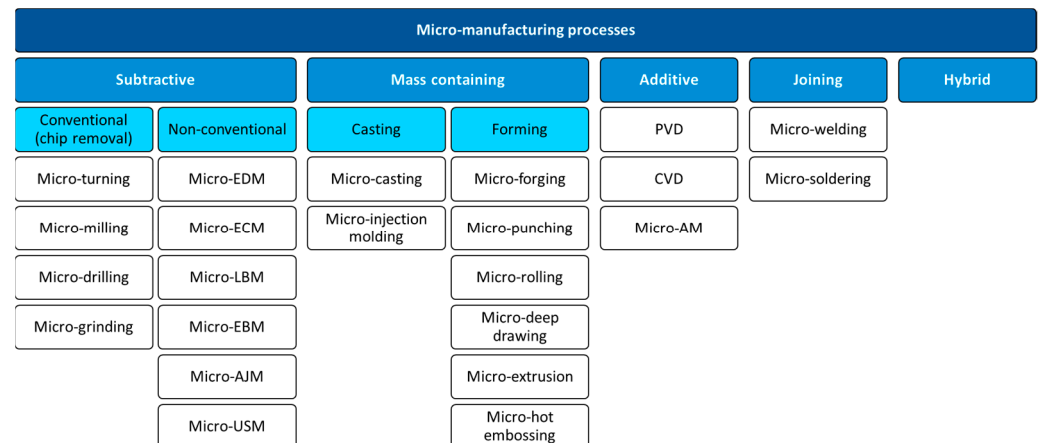 Micro-manufacturing processes
Subtractive
Mass containing
Additive
Joining
Hybrid
Conventional
(chip removal)
Non-conventional
Casting
Forming
PVD
Micro-welding
Micro-turning
Micro-EDM
Micro-casting
Micro-forging
CVD
Micro-soldering
Micro-milling
Micro-ECM
Micro-injection
molding
Micro-punching
Micro-AM
Micro-drilling
Micro-LBM
Micro-rolling
Micro-grinding
Micro-EBM
Micro-deep
drawing
Micro-AJM
Micro-extrusion
Micro-USM
Micro-hot
embossing